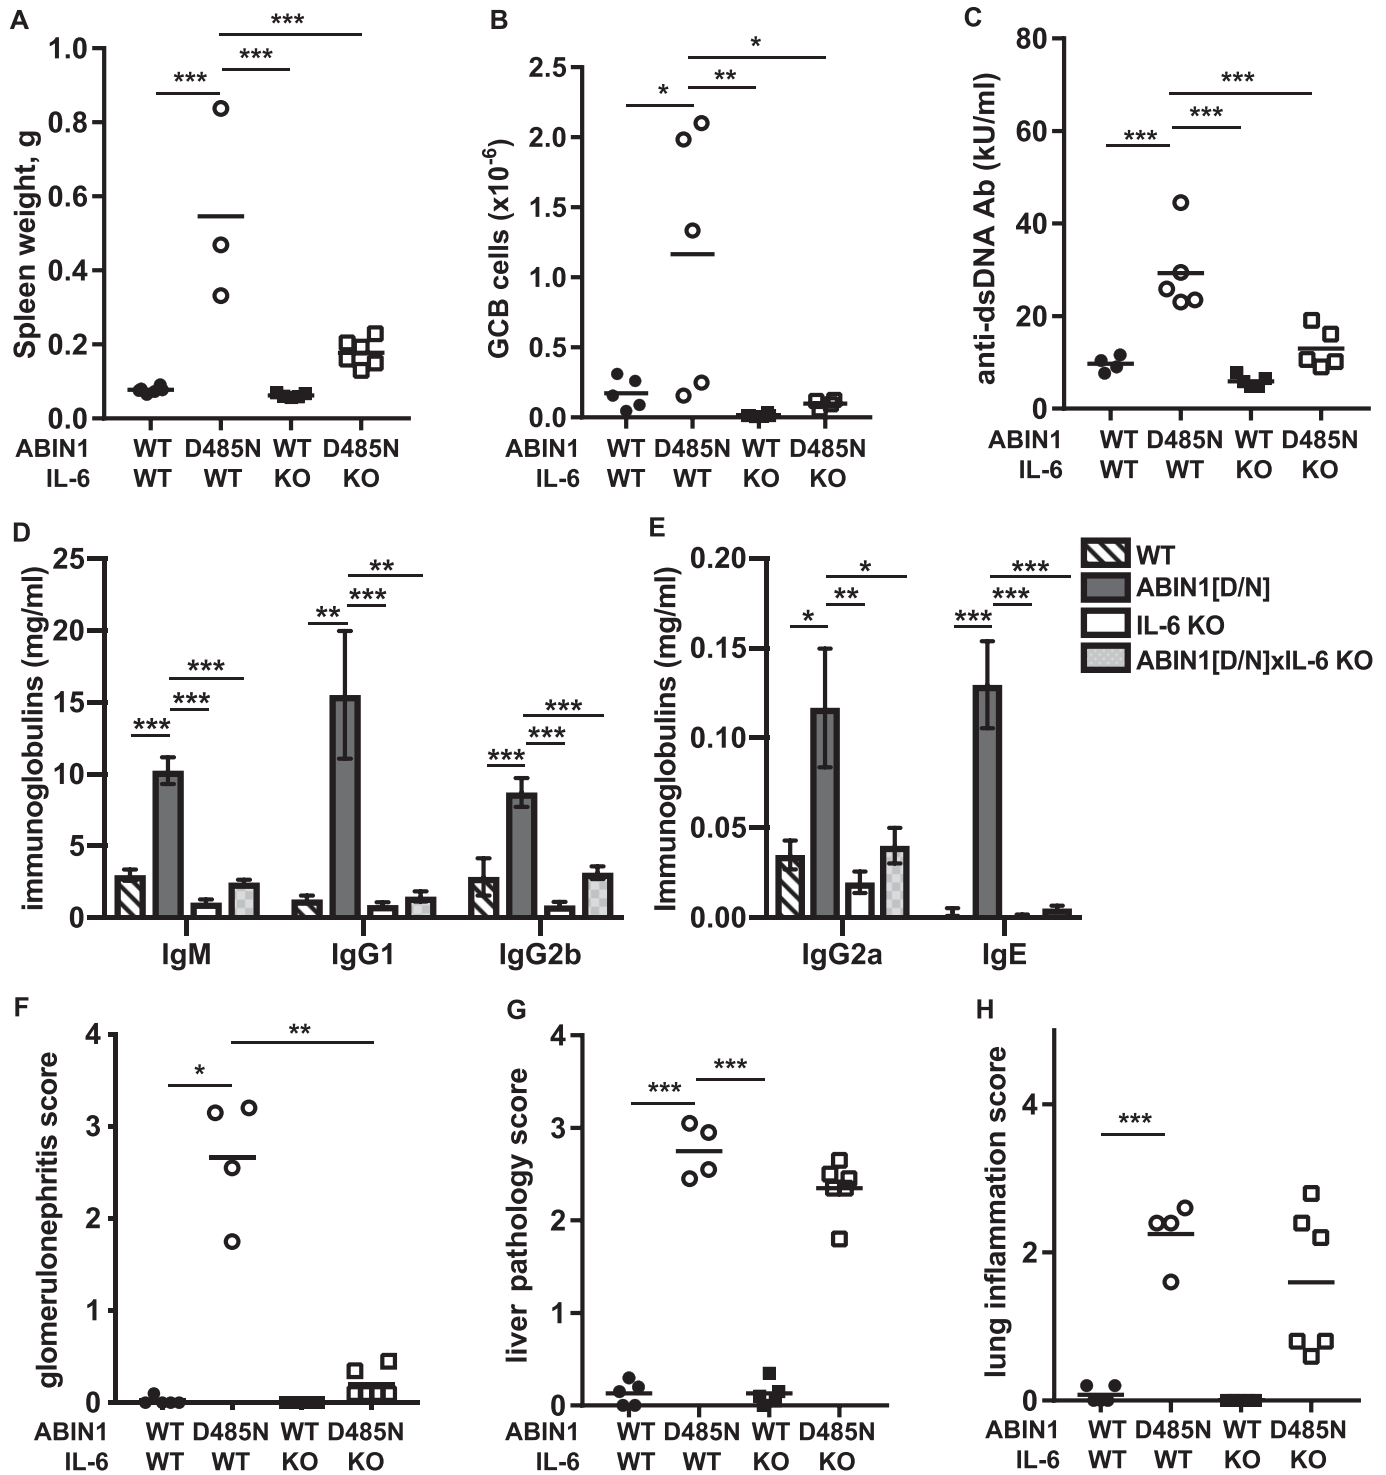 A
***
***
***
Spleen weight, g
1.0
0.8
0.6
0.4
0.2
0.0
ABIN1 WT D485N WT D485N
IL-6 WT WT KO KO
B
*
**
*
GCB cells (x10-6)
2.5
2.0
1.5
1.0
0.5
0.0
ABIN1 WT D485N WT D485N
IL-6 WT WT KO KO
C
***
***
***
anti-dsDNA Ab (kU/ml)
80
60
40
20
0
ABIN1 WT D485N WT D485N
IL-6 WT WT KO KO
D
immunoglobulins (mg/ml)
25
20
15
10
5
0
***
***
***
**
***
**
***
***
***
IgM IgG1 IgG2b
E
Immunoglobulins (mg/ml)
0.20
0.15
0.10
0.05
0.00
*
**
*
***
***
***
IgG2a IgE
WT
ABIN1[D/N]
IL-6 KO
ABIN1[D/N]xIL-6 KO
F
**
*
glomerulonephritis score
4
3
2
1
0
ABIN1 WT D485N WT D485N
IL-6 WT WT KO KO
G
***
***
liver pathology score
4
3
2
1
0
ABIN1 WT D485N WT D485N
IL-6 WT WT KO KO
H
***
lung inflammation score
4
2
0
ABIN1 WT D485N WT D485N
IL-6 WT WT KO KO